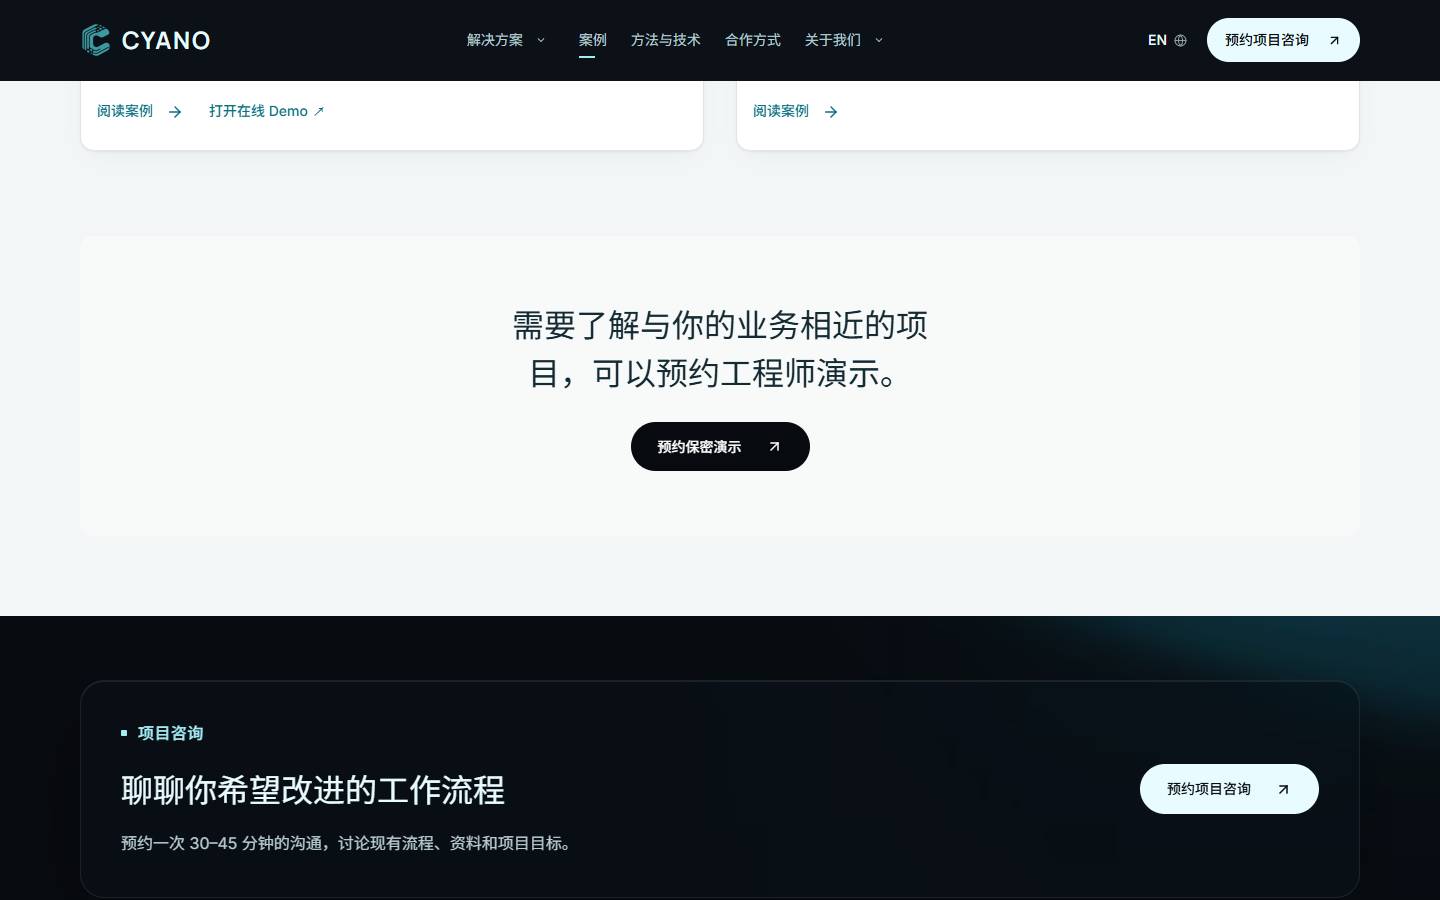 CYANO
解决方案
案例
方法与技术
合作方式
关于我们
EN
预约项目咨询
阅读案例 → 打开在线 Demo ↗
阅读案例 →
需要了解与你的业务相近的项
目，可以预约工程师演示。
预约保密演示
项目咨询
聊聊你希望改进的工作流程
预约项目咨询
预约一次 30–45 分钟的沟通，讨论现有流程、资料和项目目标。